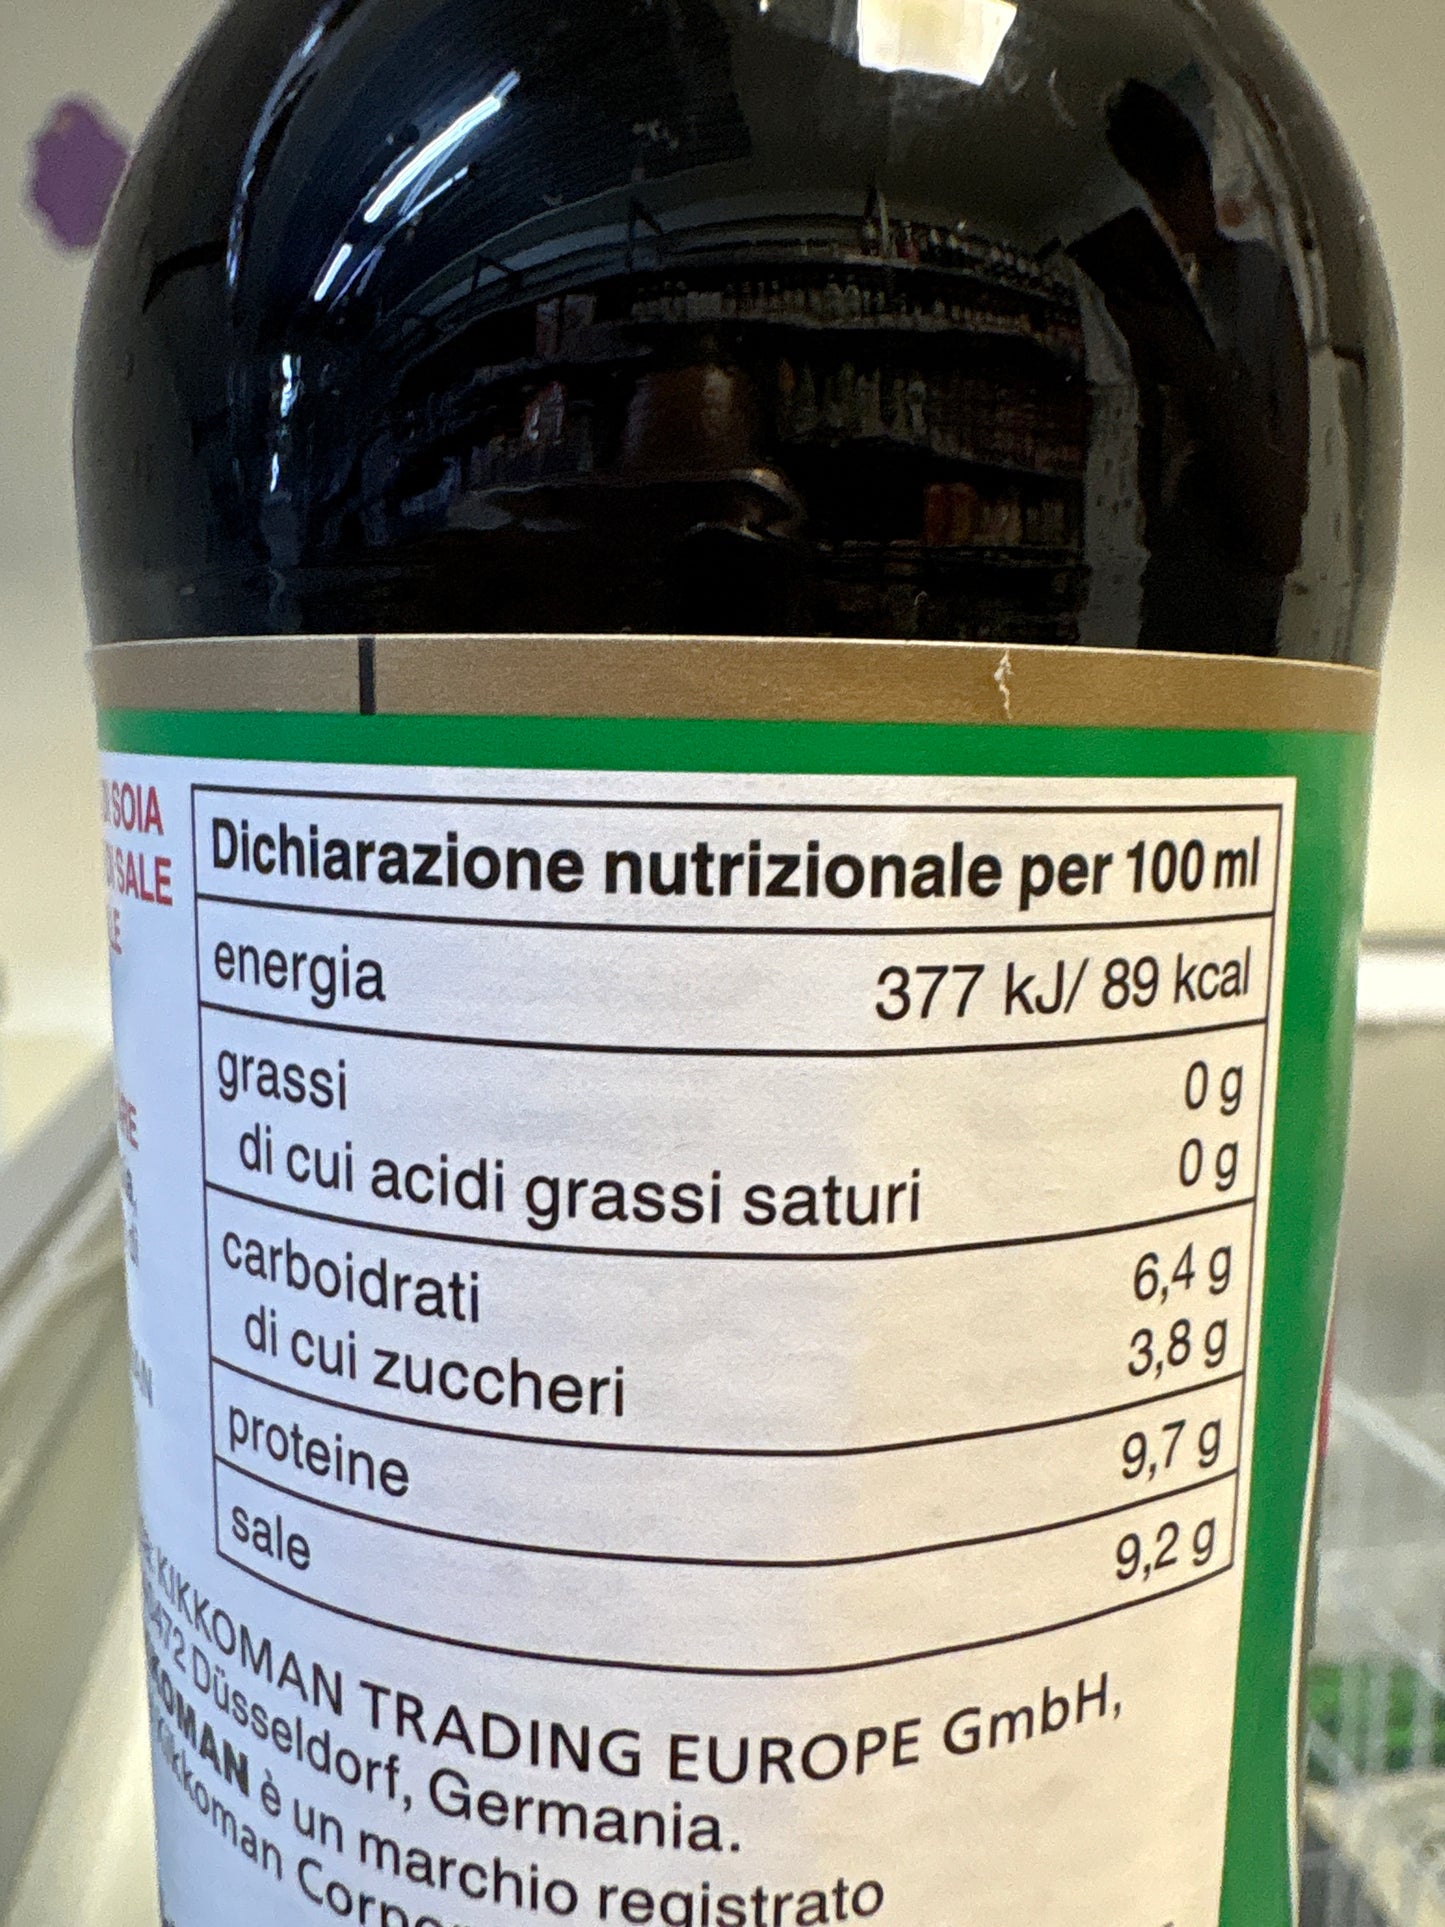 SOIA
SALE
Dichiarazione nutrizionale per 100 ml
energia 377 kJ/ 89 kcal
grassi 0 g
di cui acidi grassi saturi 0 g
carboidrati 6,4 g
di cui zuccheri 3,8 g
proteine 9,7 g
sale 9,2 g
KIKKOMAN TRADING EUROPE GmbH,
Düsseldorf, Germania.
è un marchio registrato